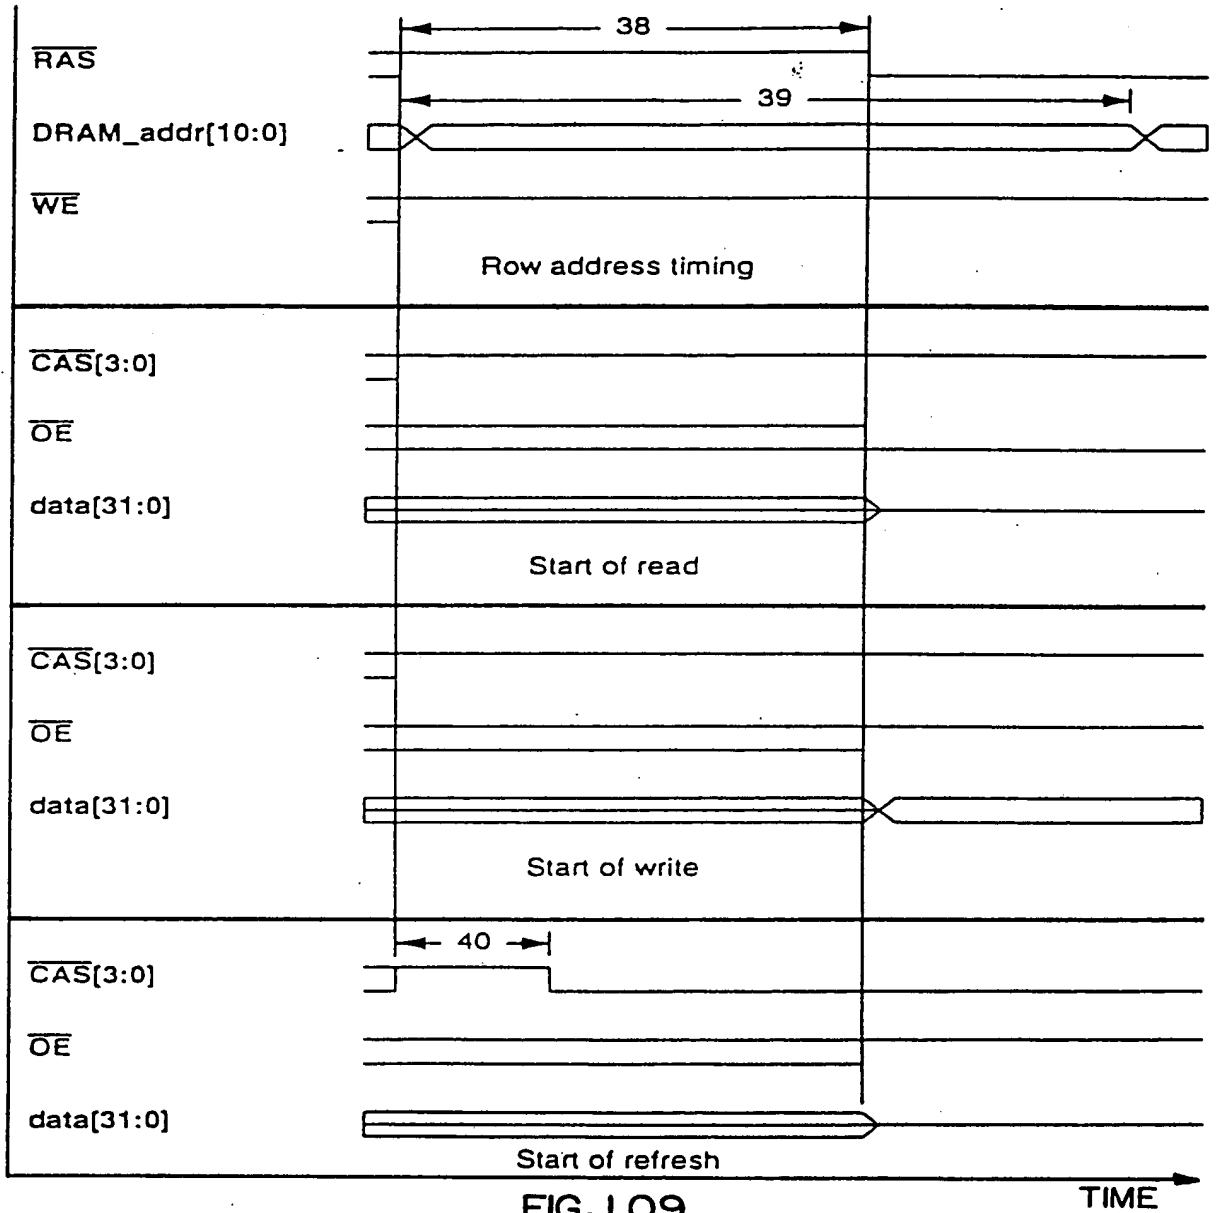 38
RAS
39
DRAM_addr[10:0]
WE
Row address timing
CAS[3:0]
OE
data[31:0]
Start of read
CAS[3:0]
OE
data[31:0]
Start of write
40
CAS[3:0]
OE
data[31:0]
Start of refresh
TIME
FIG. 109